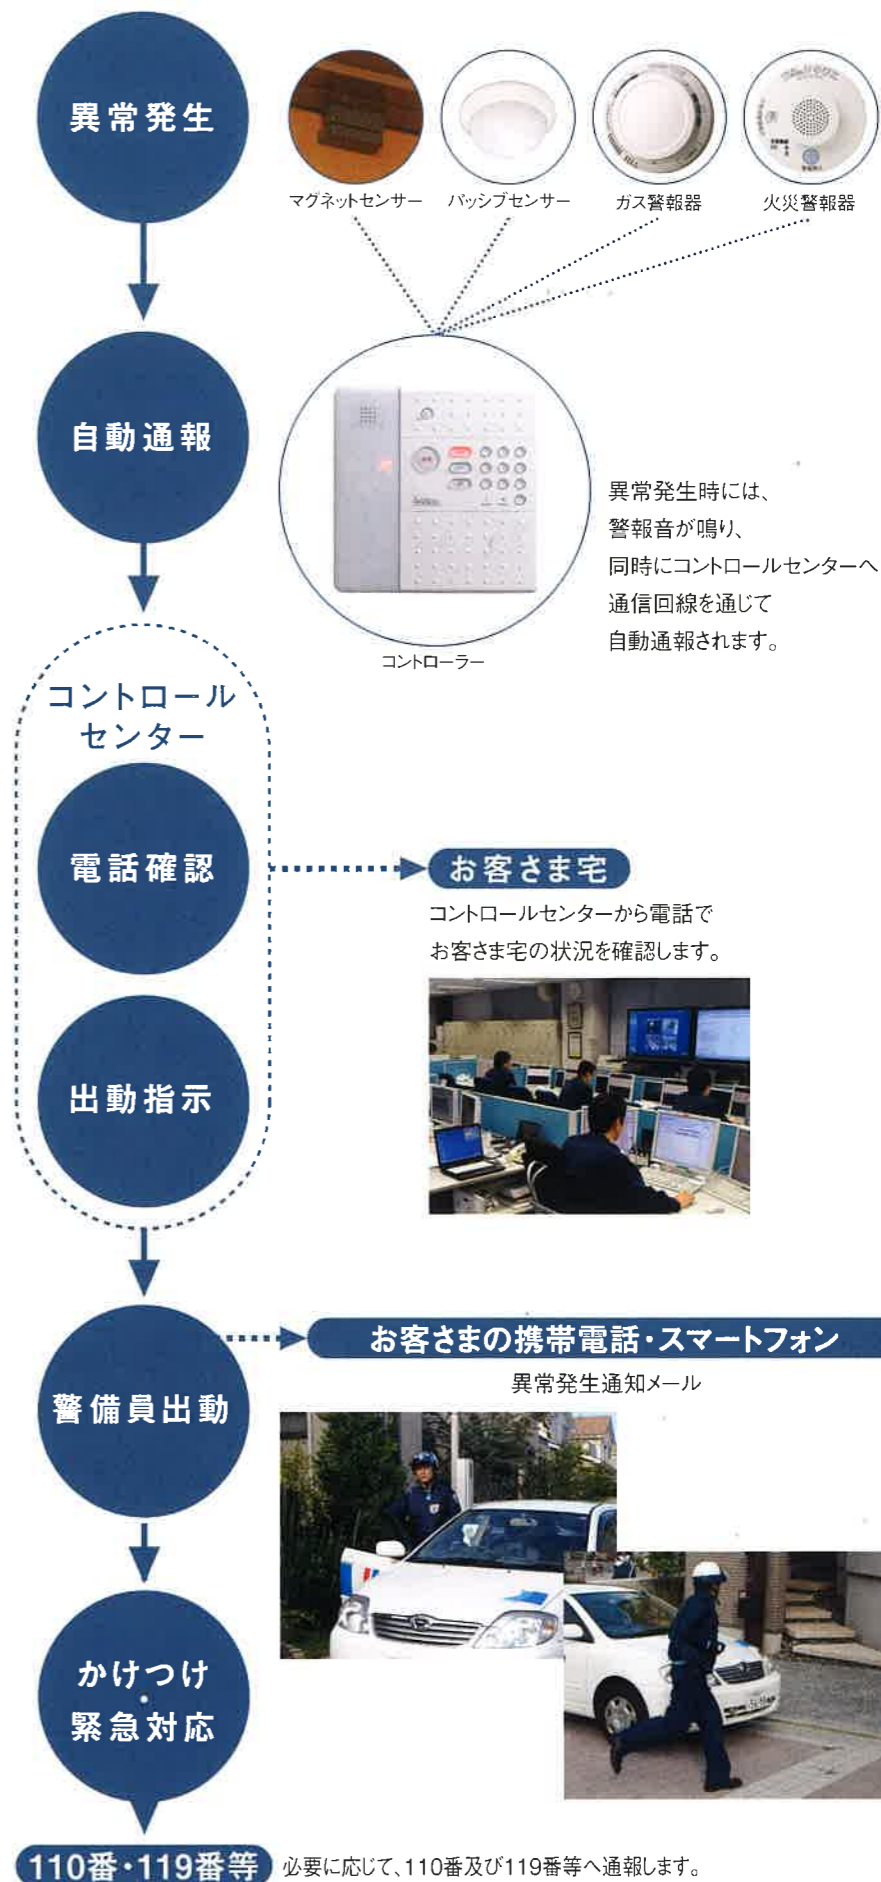 異常発生
マグネットセンサー
パッシブセンサー
ガス警報器
火災警報器
自動通報
コントローラー
異常発生時には、
警報音が鳴り、
同時にコントロールセンターへ
通信回線を通じて
自動通報されます。
コントロール
センター
電話確認
お客さま宅
コントロールセンターから電話で
お客さま宅の状況を確認します。
出動指示
警備員出動
お客さまの携帯電話・スマートフォン
異常発生通知メール
かけつけ
・
緊急対応
110番・119番等
必要に応じて、110番及び119番等へ通報します。